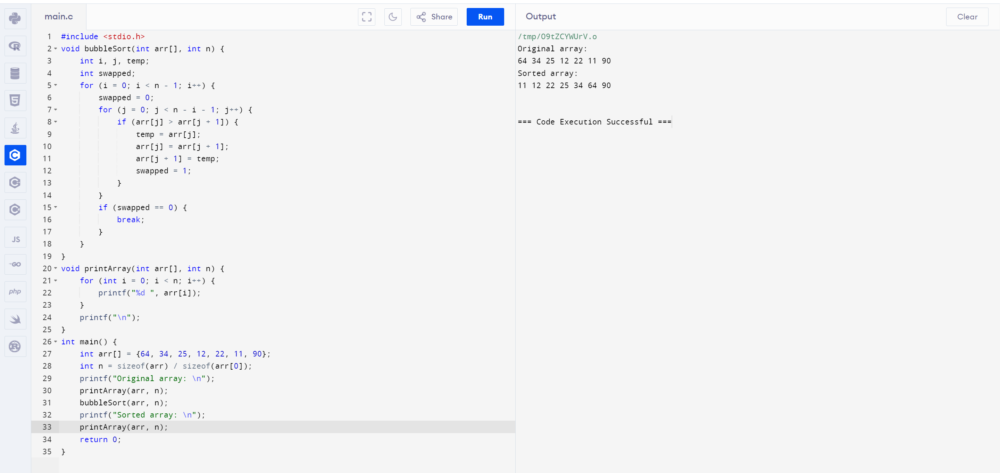 main.c
Share
Run
Output
Clear
1 #include <stdio.h>
2 void bubbleSort(int arr[], int n) {
3     int i, j, temp;
4     int swapped;
5     for (i = 0; i < n - 1; i++) {
6         swapped = 0;
7         for (j = 0; j < n - i - 1; j++) {
8             if (arr[j] > arr[j + 1]) {
9                 temp = arr[j];
10                 arr[j] = arr[j + 1];
11                 arr[j + 1] = temp;
12                 swapped = 1;
13             }
14         }
15         if (swapped == 0) {
16             break;
17         }
18     }
19 }
20 void printArray(int arr[], int n) {
21     for (int i = 0; i < n; i++) {
22         printf("%d ", arr[i]);
23     }
24     printf("\n");
25 }
26 int main() {
27     int arr[] = {64, 34, 25, 12, 22, 11, 90};
28     int n = sizeof(arr) / sizeof(arr[0]);
29     printf("Original array: \n");
30     printArray(arr, n);
31     bubbleSort(arr, n);
32     printf("Sorted array: \n");
33     printArray(arr, n);
34     return 0;
35 }
/tmp/O9tZCYWUrV.o
Original array:
64 34 25 12 22 11 90
Sorted array:
11 12 22 25 34 64 90
=== Code Execution Successful ===
R
5
C
C
C#
JS
GO
php
R